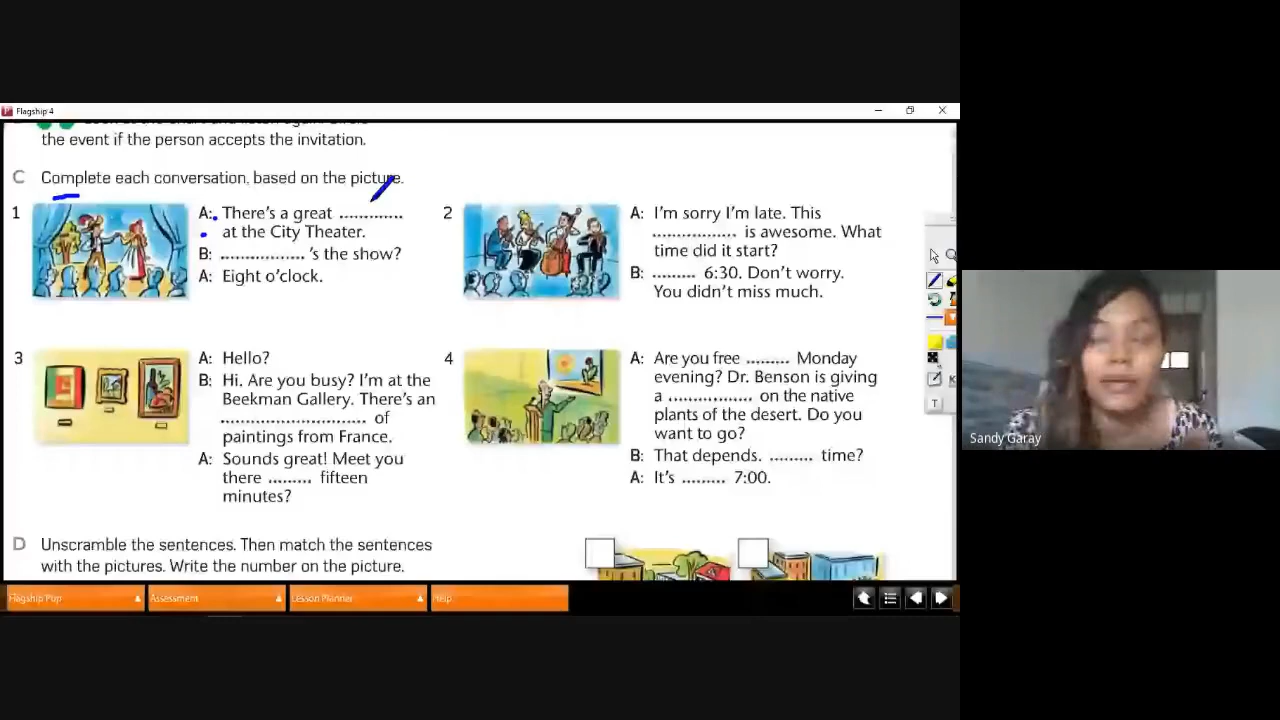 Flagship 4
the event if the person accepts the invitation.
C Complete each conversation, based on the picture.
1
A: There's a great .............
at the City Theater.
B: ................. 's the show?
A: Eight o'clock.
2
A: I'm sorry I'm late. This
................. is awesome. What
time did it start?
B: ......... 6:30. Don't worry.
You didn't miss much.
3
A: Hello?
B: Hi. Are you busy? I'm at the
Beekman Gallery. There's an
............................. of
paintings from France.
A: Sounds great! Meet you
there ......... fifteen
minutes?
4
A: Are you free ......... Monday
evening? Dr. Benson is giving
a ................. on the native
plants of the desert. Do you
want to go?
B: That depends. ......... time?
A: It's ......... 7:00.
D Unscramble the sentences. Then match the sentences
with the pictures. Write the number on the picture.
Flagship Pop
Assessment
Lesson Planner
Help
T
Sandy Garay